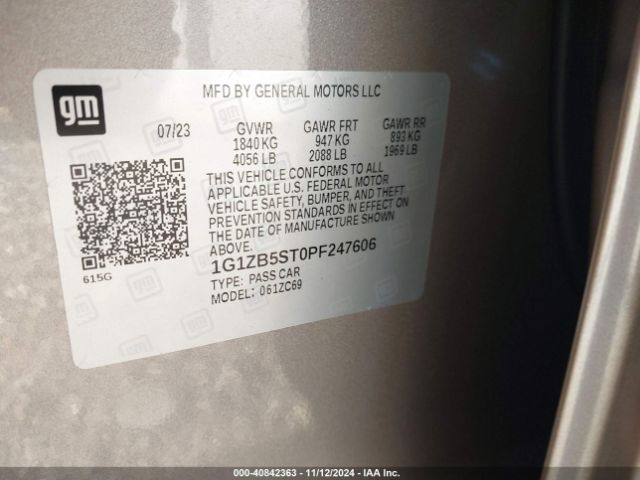 gm
MFD BY GENERAL MOTORS LLC
07/23 GVWR GAWR FRT GAWR RR
1840 KG 947 KG 893 KG
4056 LB 2088 LB 1969 LB
THIS VEHICLE CONFORMS TO ALL
APPLICABLE U.S. FEDERAL MOTOR
VEHICLE SAFETY, BUMPER, AND THEFT
PREVENTION STANDARDS IN EFFECT ON
THE DATE OF MANUFACTURE SHOWN
ABOVE.
615G
1G1ZB5ST0PF247606
TYPE: PASS CAR
MODEL: 061ZC69
000-40842363 - 11/12/2024 - IAA Inc.